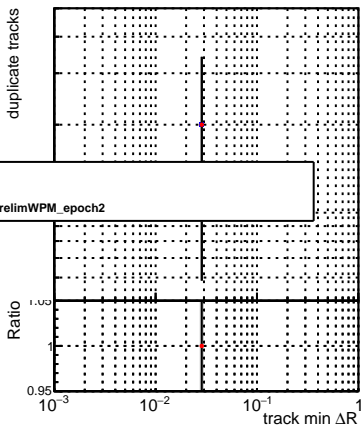 duplicate tracks
relimWPM_epoch2
Ratio
1.05
1
0.95
10⁻³ 10⁻² 10⁻¹ 1
track min ΔR